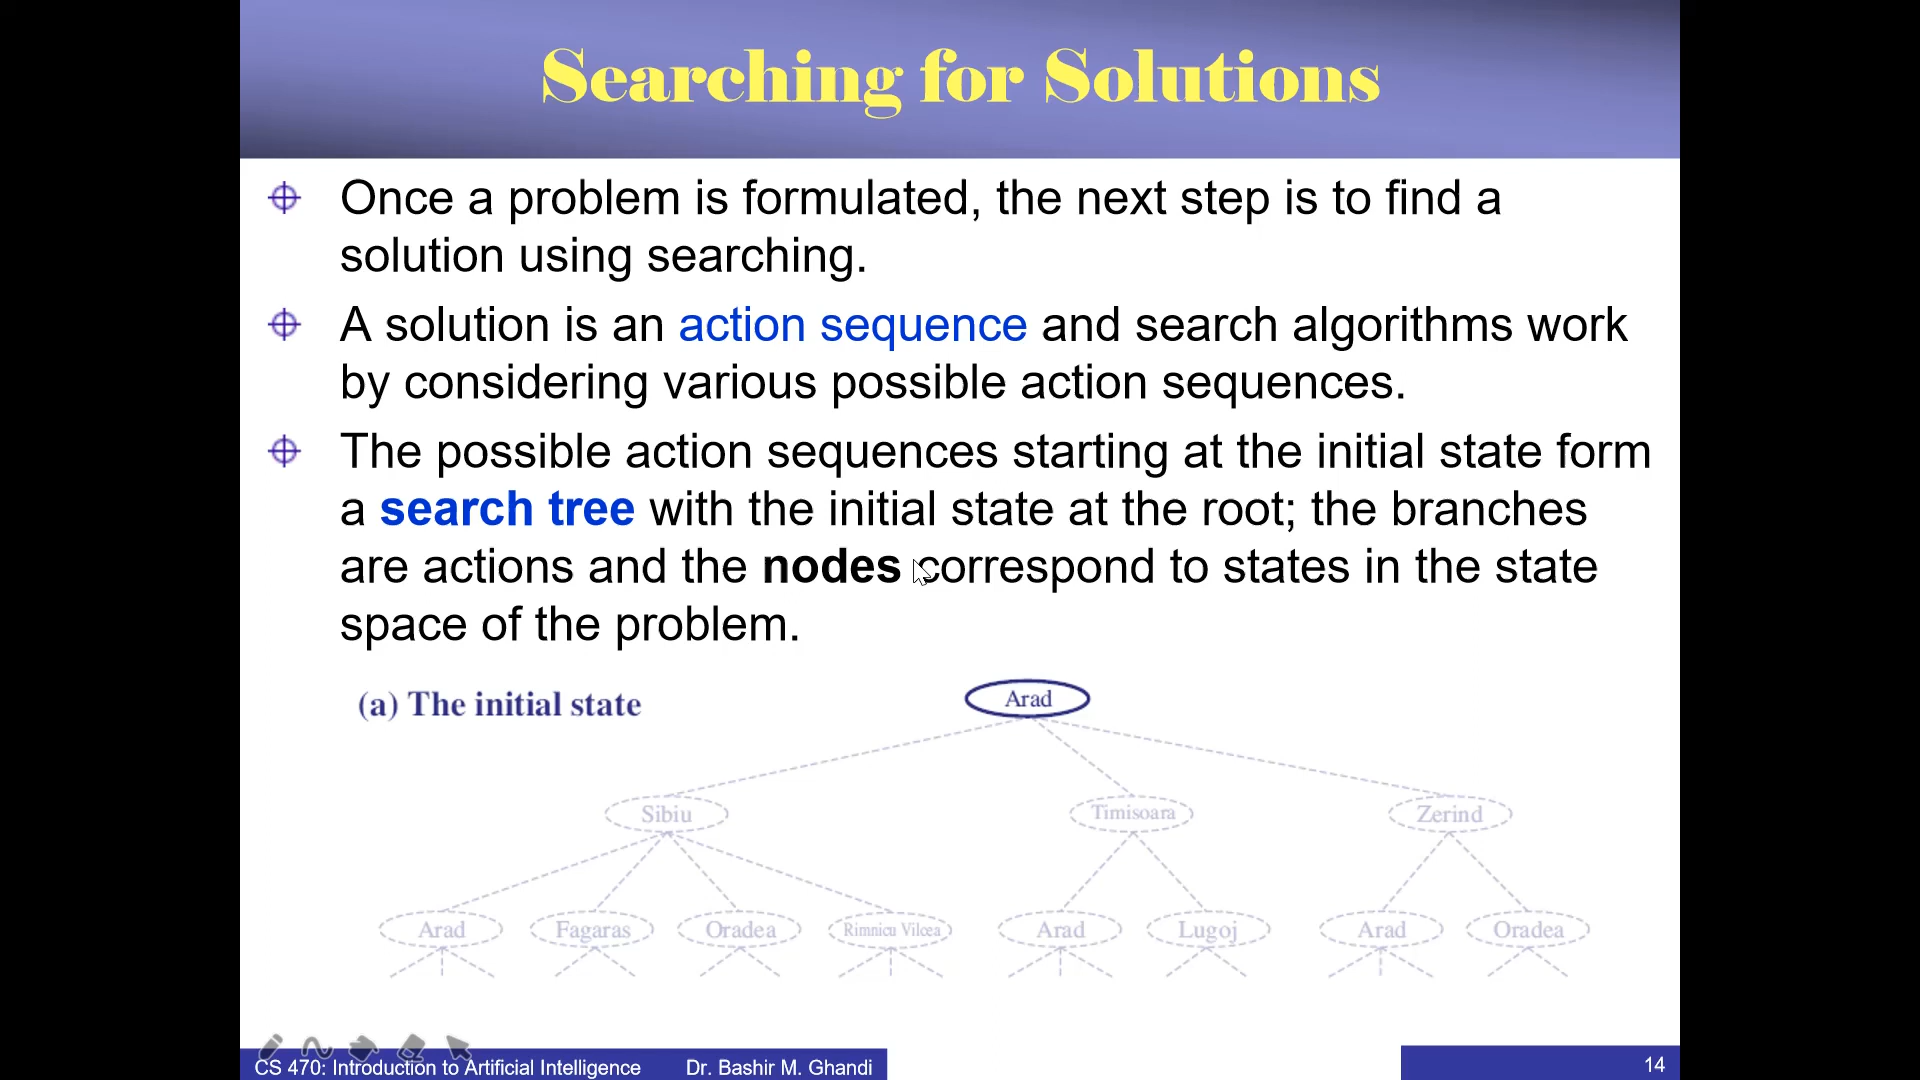 Searching for Solutions
Once a problem is formulated, the next step is to find a
solution using searching.
A solution is an action sequence and search algorithms work
by considering various possible action sequences.
The possible action sequences starting at the initial state form
a search tree with the initial state at the root; the branches
are actions and the nodes correspond to states in the state
space of the problem.
(a) The initial state
Arad
Sibiu Timisoara Zerind
Arad Fagaras Oradea Rimnicu Vilcea Arad Lugoj Arad Oradea
CS 470: Introduction to Artificial Intelligence Dr. Bashir M. Ghandi 14